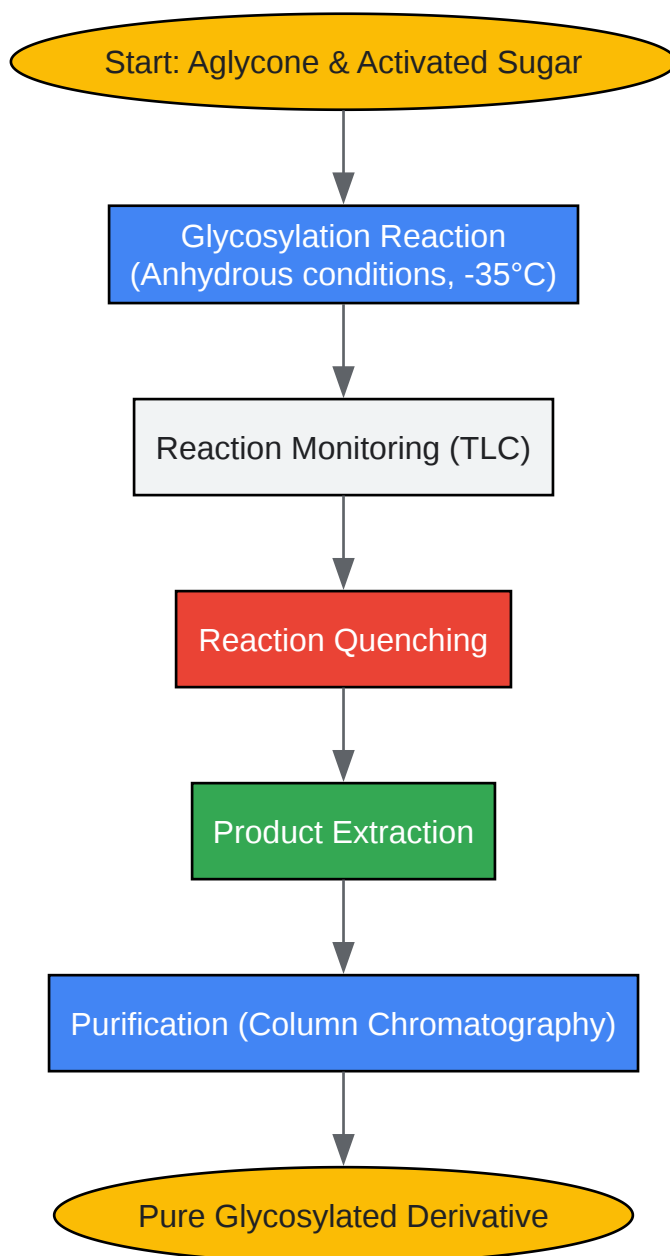 Start: Aglycone & Activated Sugar
Glycosylation Reaction
(Anhydrous conditions, -35°C)
Reaction Monitoring (TLC)
Reaction Quenching
Product Extraction
Purification (Column Chromatography)
Pure Glycosylated Derivative